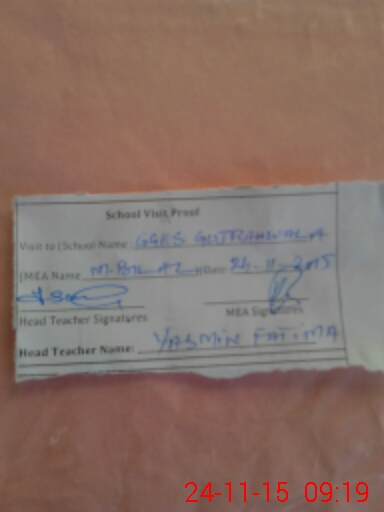 School Visit Proof
Visit to (School Name GGES GUTRANWALA
(MEA Name M. BILAL )(Date 24-11-2015
Head Teacher Signatures MEA Signatures
Head Teacher Name: YASMIN FATIMA
24-11-15 09:19